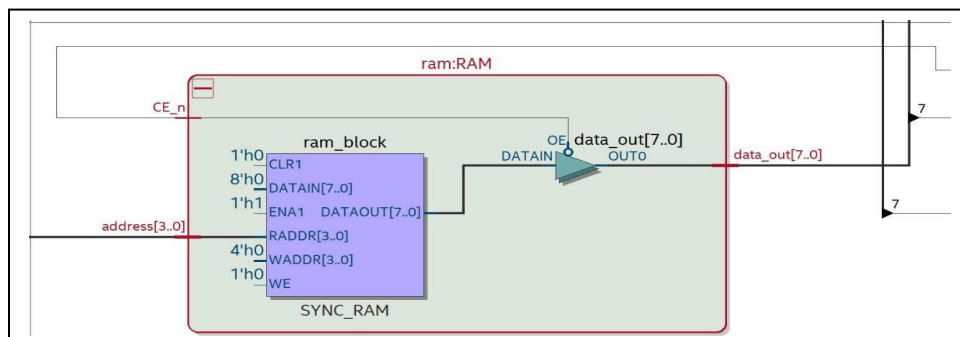 ram:RAM
CE_n
ram_block
OE
data_out[7..0]
7
1'h0
CLR1
DATAIN
OUT0
data_out[7..0]
8'h0
DATAIN[7..0]
1'h1
ENA1
DATAOUT[7..0]
7
address[3..0]
RADDR[3..0]
4'h0
WADDR[3..0]
1'h0
WE
SYNC_RAM